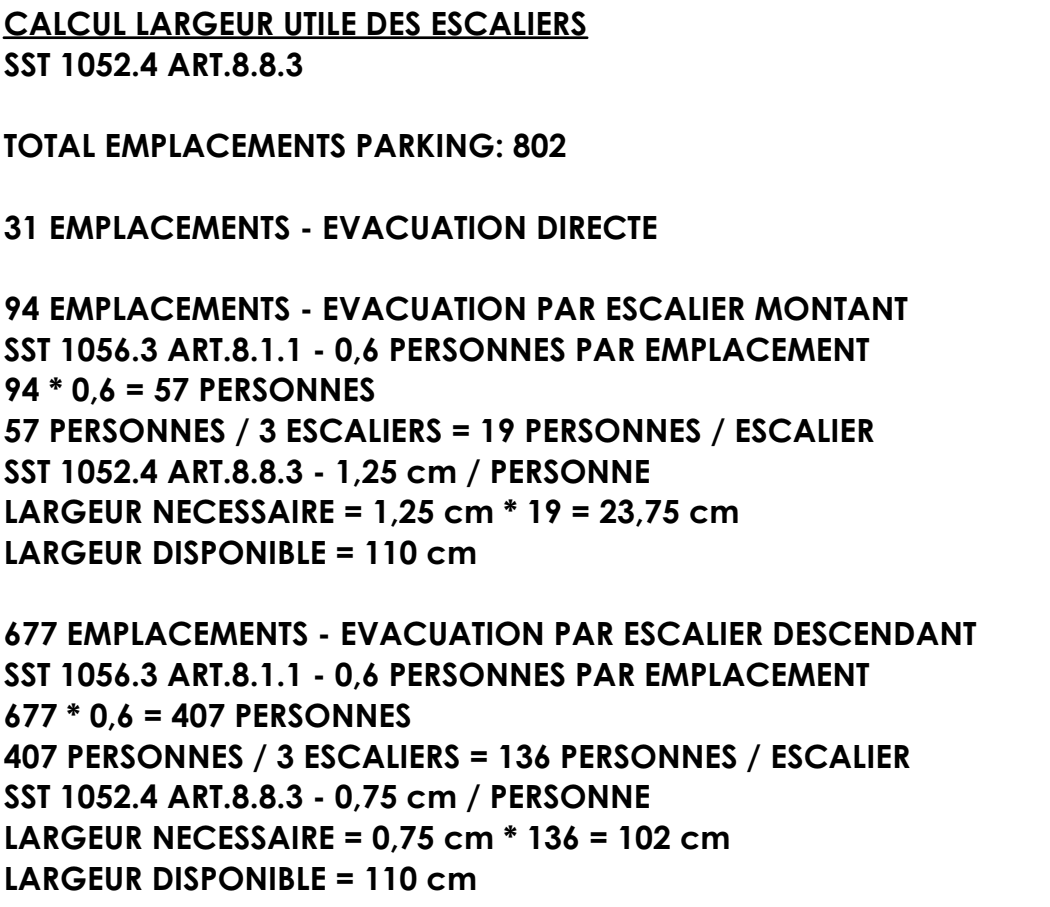 CALCUL LARGEUR UTILE DES ESCALIERS
SST 1052.4 ART.8.8.3
TOTAL EMPLACEMENTS PARKING: 802
31 EMPLACEMENTS - EVACUATION DIRECTE
94 EMPLACEMENTS - EVACUATION PAR ESCALIER MONTANT
SST 1056.3 ART.8.1.1 - 0,6 PERSONNES PAR EMPLACEMENT
94 * 0,6 = 57 PERSONNES
57 PERSONNES / 3 ESCALIERS = 19 PERSONNES / ESCALIER
SST 1052.4 ART.8.8.3 - 1,25 cm / PERSONNE
LARGEUR NECESSAIRE = 1,25 cm * 19 = 23,75 cm
LARGEUR DISPONIBLE = 110 cm
677 EMPLACEMENTS - EVACUATION PAR ESCALIER DESCENDANT
SST 1056.3 ART.8.1.1 - 0,6 PERSONNES PAR EMPLACEMENT
677 * 0,6 = 407 PERSONNES
407 PERSONNES / 3 ESCALIERS = 136 PERSONNES / ESCALIER
SST 1052.4 ART.8.8.3 - 0,75 cm / PERSONNE
LARGEUR NECESSAIRE = 0,75 cm * 136 = 102 cm
LARGEUR DISPONIBLE = 110 cm